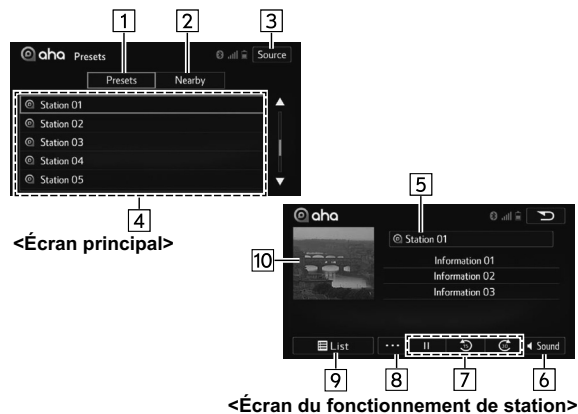 1 2 3
aha Presets Source
Presets Nearby
Station 01
Station 02
Station 03
Station 04
Station 05
4
<Écran principal>
5
aha
Station 01
10
Information 01
Information 02
Information 03
List ... 15 30 Sound
9 8 7 6
<Écran du fonctionnement de station>